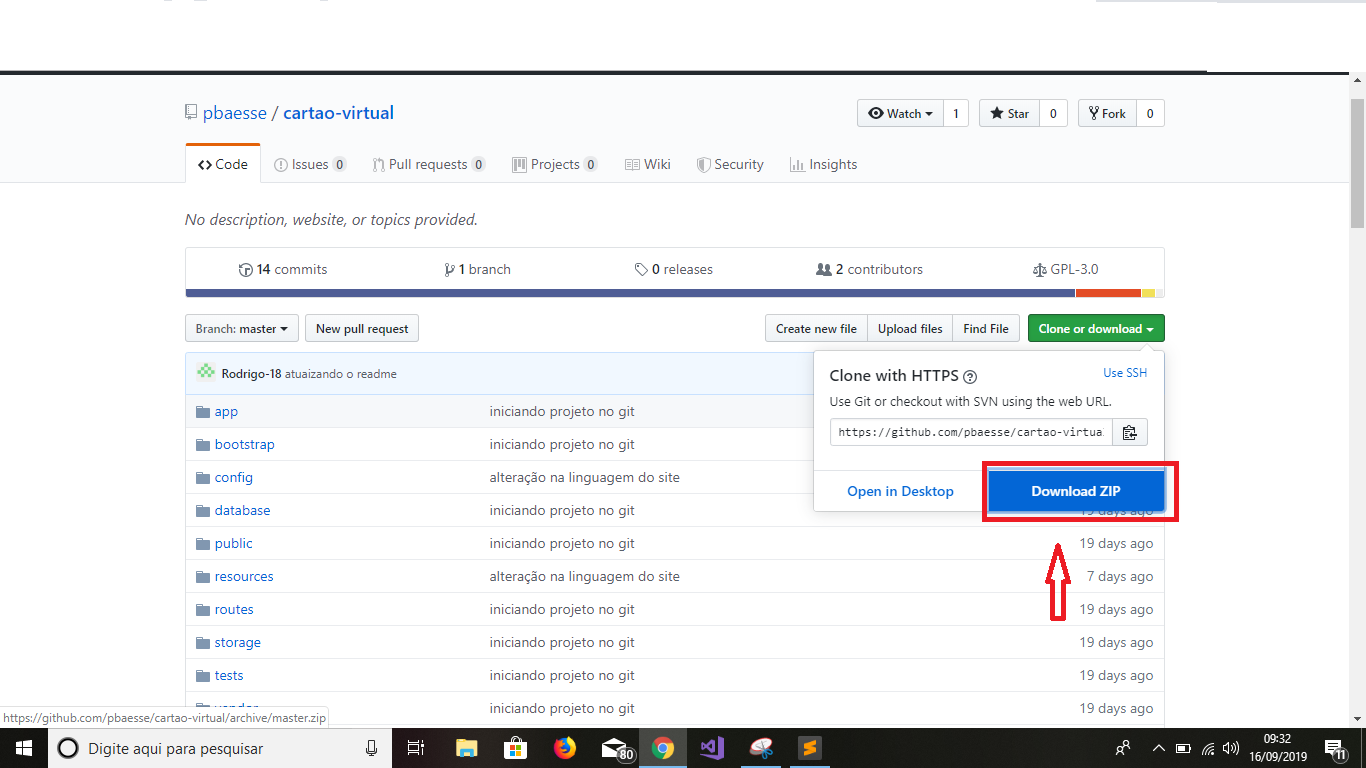 pbaesse / cartao-virtual
Watch 1 Star 0 Fork 0
Code Issues 0 Pull requests 0 Projects 0 Wiki Security Insights
No description, website, or topics provided.
14 commits 1 branch 0 releases 2 contributors GPL-3.0
Branch: master New pull request Create new file Upload files Find File Clone or download
Rodrigo-18 atuaizando o readme
Clone with HTTPS Use SSH
Use Git or checkout with SVN using the web URL.
https://github.com/pbaesse/cartao-virtua
Open in Desktop Download ZIP
app iniciando projeto no git
bootstrap iniciando projeto no git
config alteração na linguagem do site
database iniciando projeto no git 19 days ago
public iniciando projeto no git 19 days ago
resources alteração na linguagem do site 7 days ago
routes iniciando projeto no git 19 days ago
storage iniciando projeto no git 19 days ago
tests iniciando projeto no git 19 days ago
vendor iniciando projeto no git 19 days ago
https://github.com/pbaesse/cartao-virtual/archive/master.zip
Digite aqui para pesquisar
80
09:32
16/09/2019
11